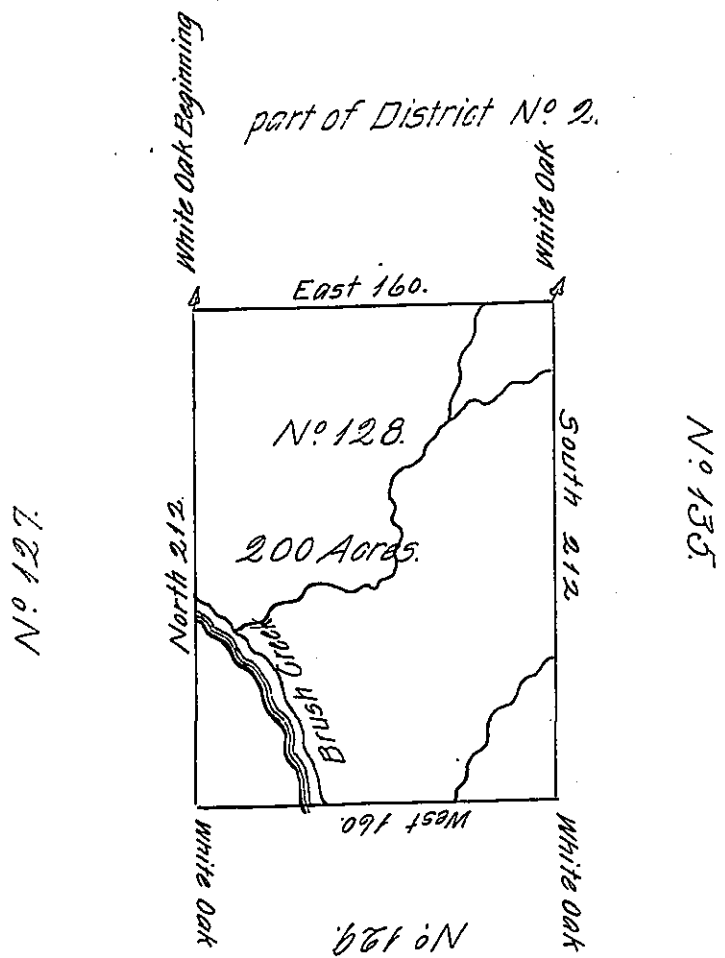 White Oak Beginning
part of District Nº 2.
White Oak
East 160.
Nº 128.
South 212
Nº 135.
200 Acres.
Nº 127.
North 212.
Brush Creek
West 160.
White Oak
White Oak
Nº 129.